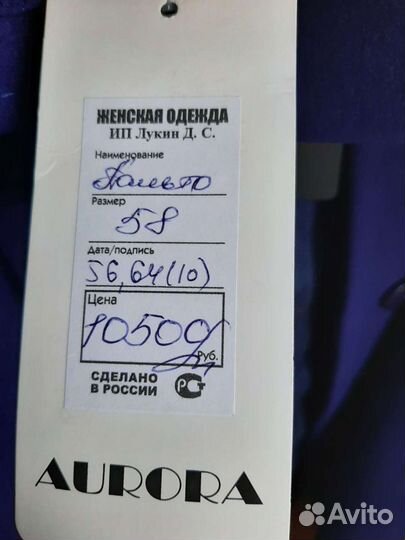 ЖЕНСКАЯ ОДЕЖДА
ИП Лукин Д. С.
Наименование
Пальто
Размер
58
Дата/подпись
56,64(10)
Цена
10500
Руб.
СДЕЛАНО
В РОССИИ
РСТ
AURORA
Avito